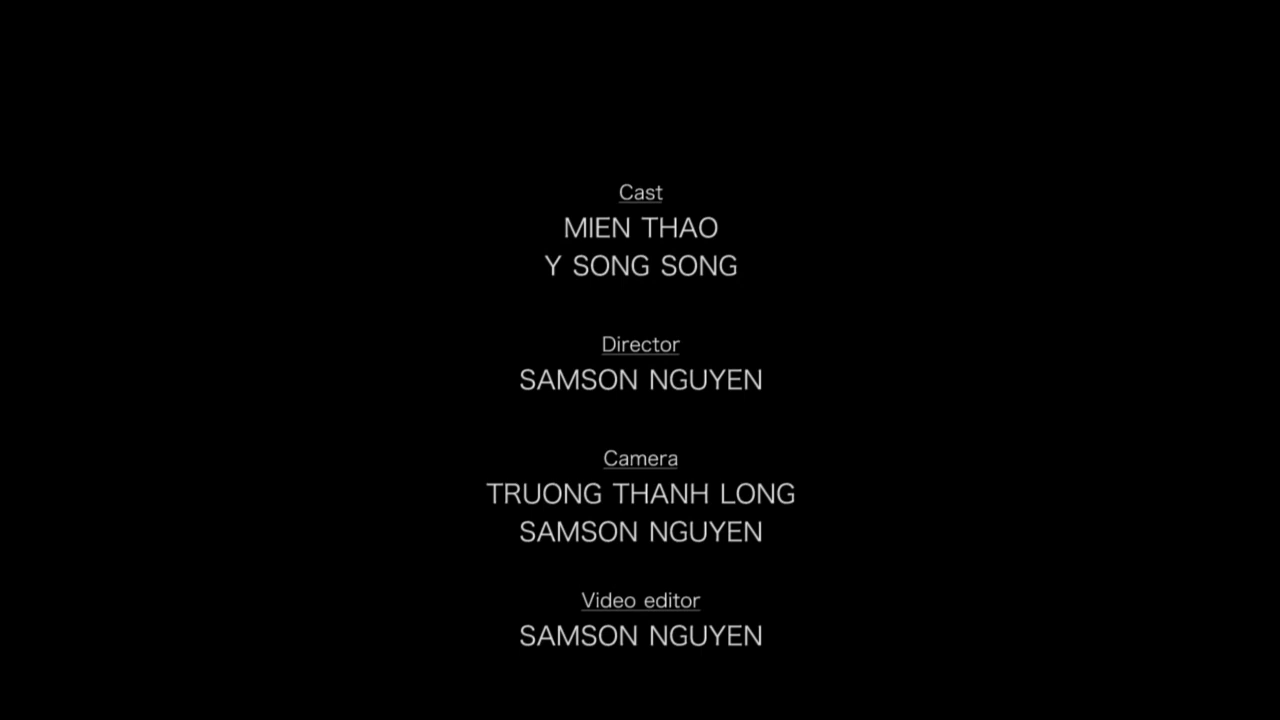 Cast
MIEN THAO
Y SONG SONG
Director
SAMSON NGUYEN
Camera
TRUONG THANH LONG
SAMSON NGUYEN
Video editor
SAMSON NGUYEN